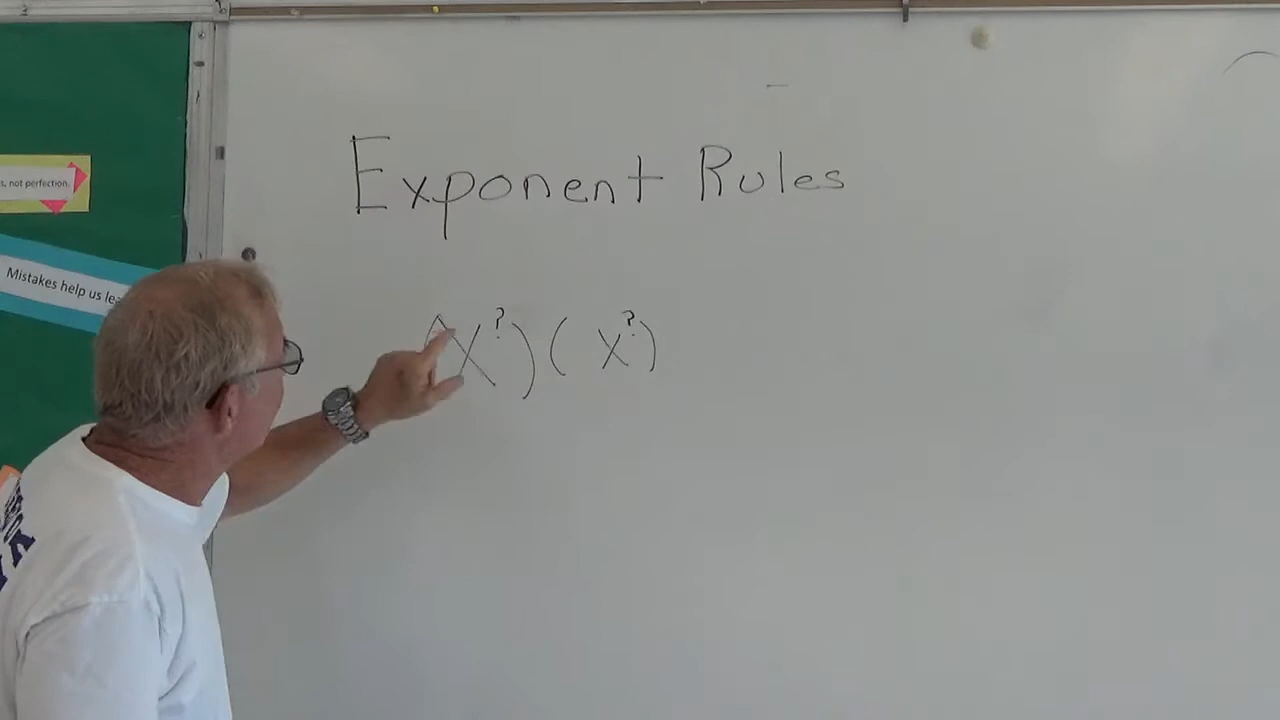 s, not perfection.
Mistakes help us lea
Exponent Rules
(X?) ( X?)